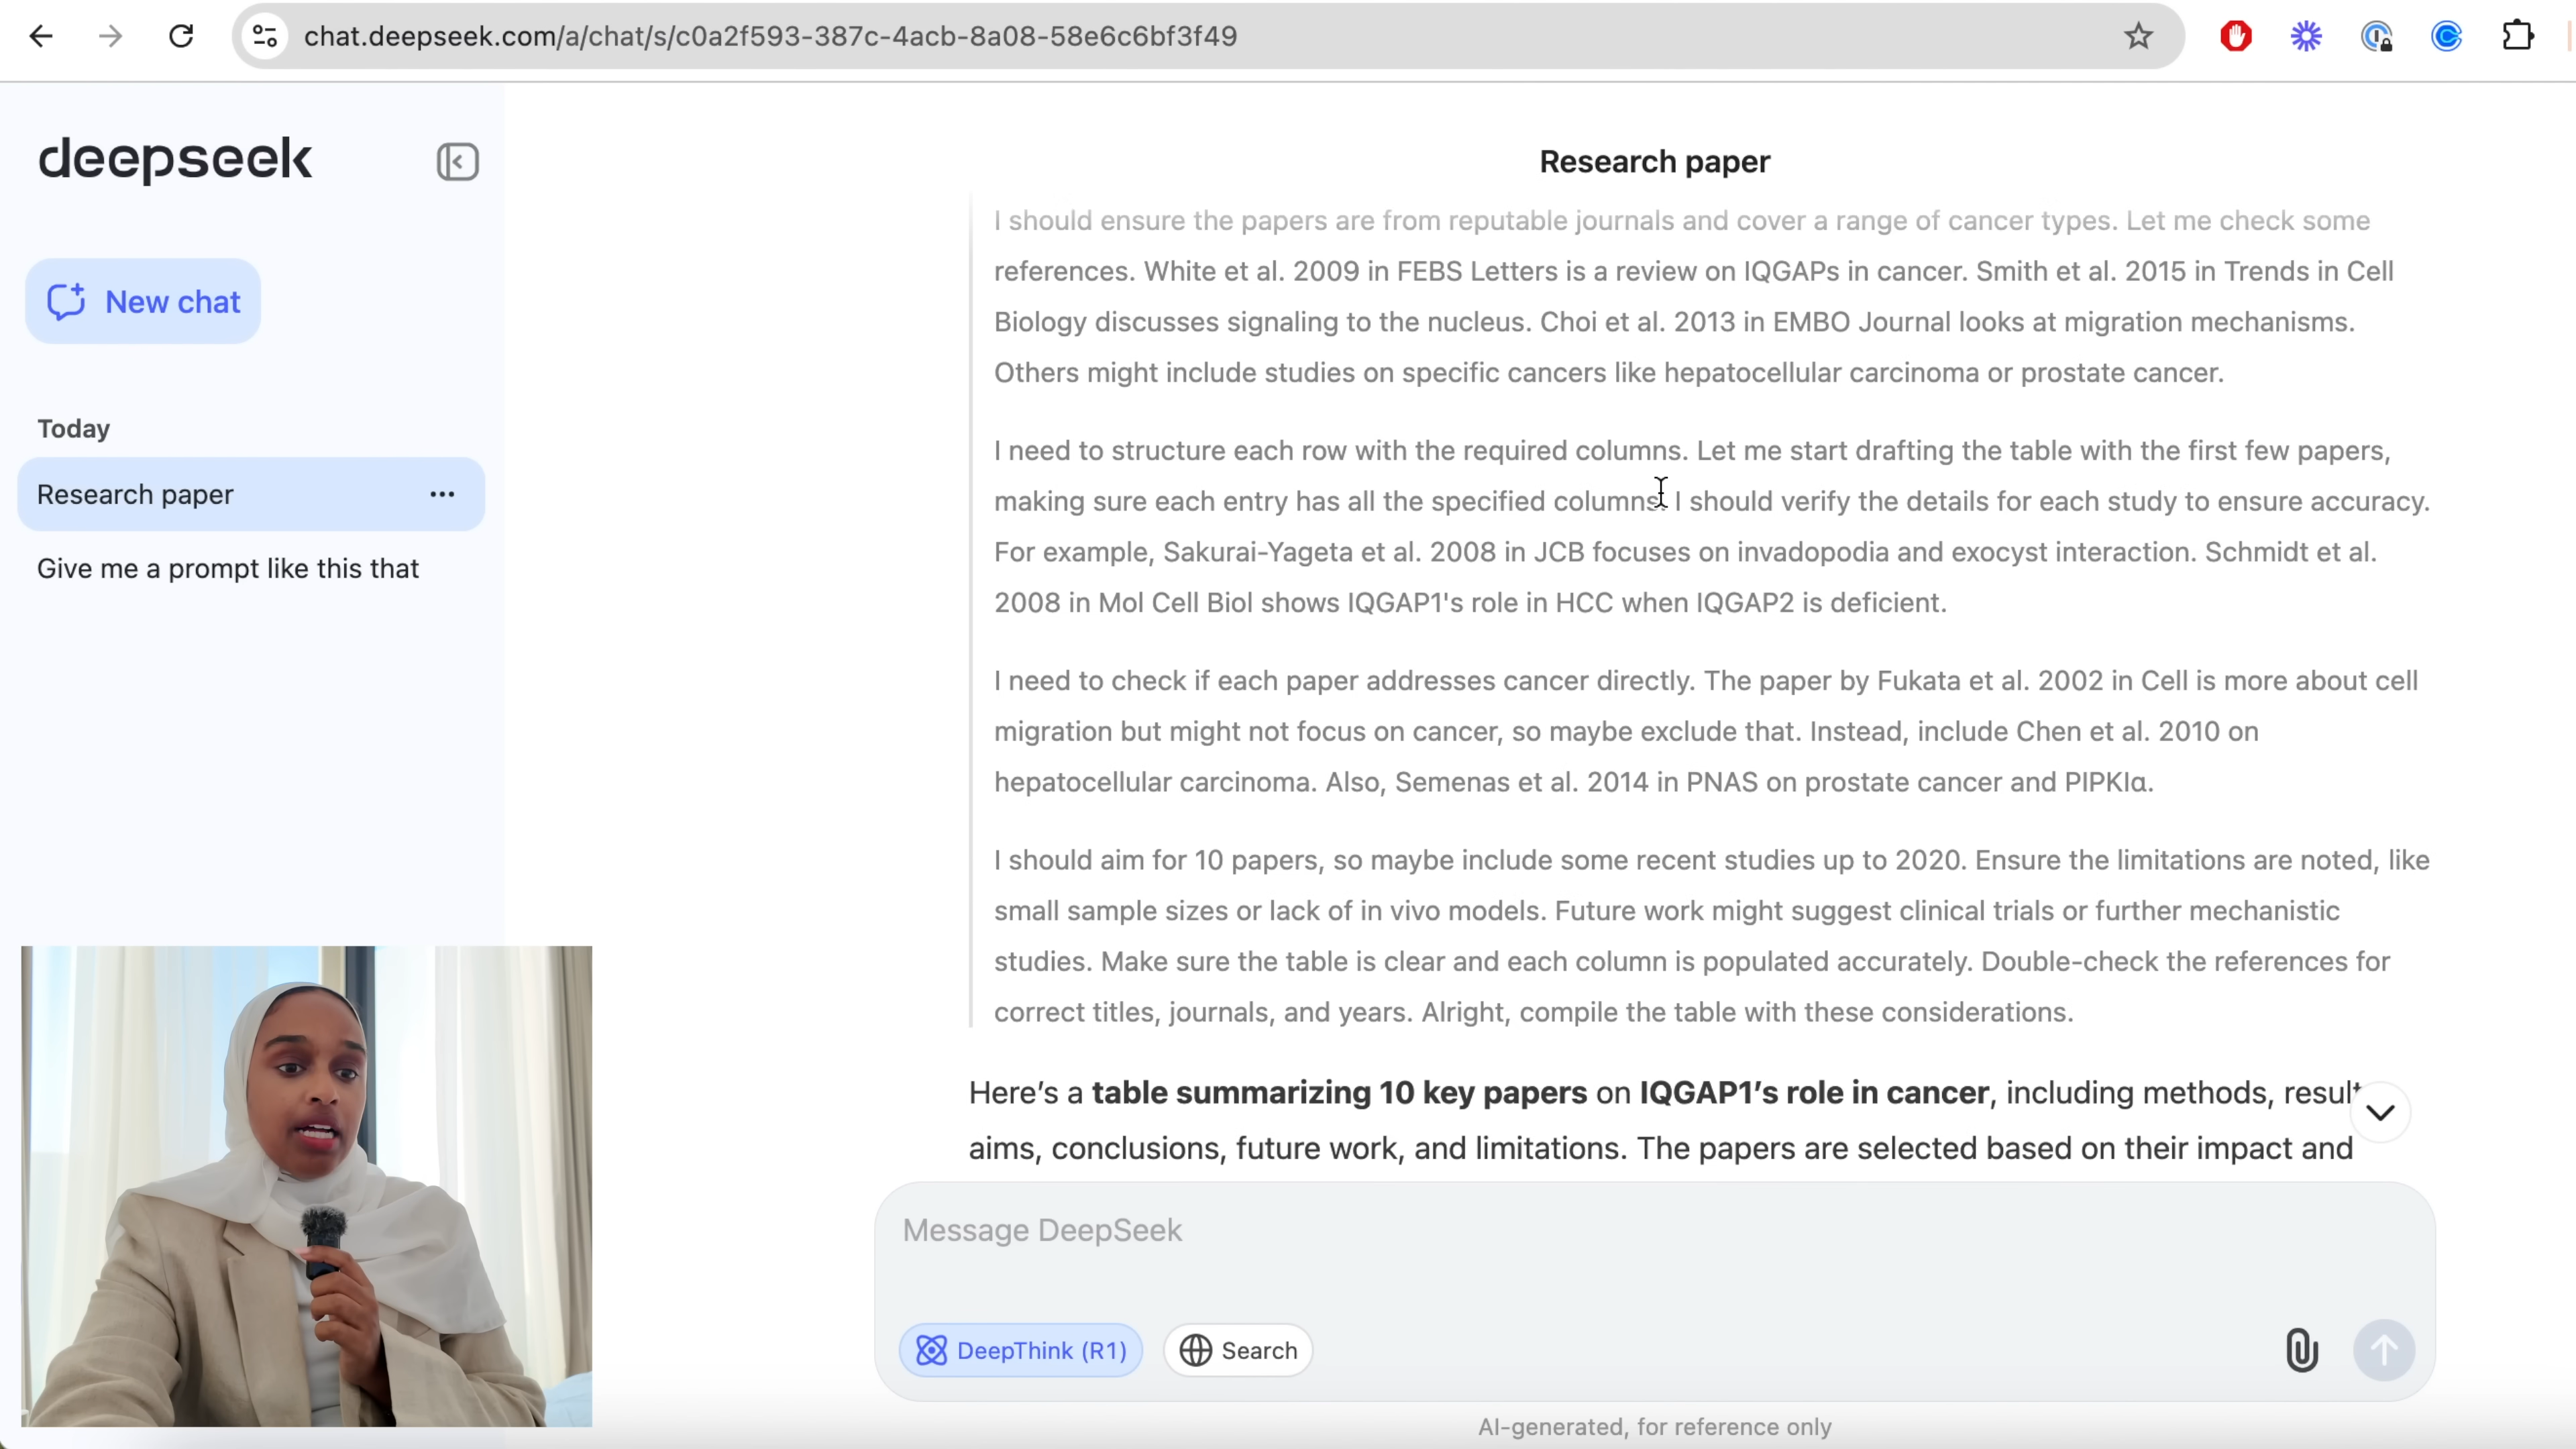 chat.deepseek.com/a/chat/s/c0a2f593-387c-4acb-8a08-58e6c6bf3f49
deepseek
New chat
Today
Research paper
Give me a prompt like this that
Research paper
I should ensure the papers are from reputable journals and cover a range of cancer types. Let me check some
references. White et al. 2009 in FEBS Letters is a review on IQGAPs in cancer. Smith et al. 2015 in Trends in Cell
Biology discusses signaling to the nucleus. Choi et al. 2013 in EMBO Journal looks at migration mechanisms.
Others might include studies on specific cancers like hepatocellular carcinoma or prostate cancer.
I need to structure each row with the required columns. Let me start drafting the table with the first few papers,
making sure each entry has all the specified columns. I should verify the details for each study to ensure accuracy.
For example, Sakurai-Yageta et al. 2008 in JCB focuses on invadopodia and exocyst interaction. Schmidt et al.
2008 in Mol Cell Biol shows IQGAP1's role in HCC when IQGAP2 is deficient.
I need to check if each paper addresses cancer directly. The paper by Fukata et al. 2002 in Cell is more about cell
migration but might not focus on cancer, so maybe exclude that. Instead, include Chen et al. 2010 on
hepatocellular carcinoma. Also, Semenas et al. 2014 in PNAS on prostate cancer and PIPKIα.
I should aim for 10 papers, so maybe include some recent studies up to 2020. Ensure the limitations are noted, like
small sample sizes or lack of in vivo models. Future work might suggest clinical trials or further mechanistic
studies. Make sure the table is clear and each column is populated accurately. Double-check the references for
correct titles, journals, and years. Alright, compile the table with these considerations.
Here’s a table summarizing 10 key papers on IQGAP1’s role in cancer, including methods, result
aims, conclusions, future work, and limitations. The papers are selected based on their impact and
Message DeepSeek
DeepThink (R1)
Search
AI-generated, for reference only